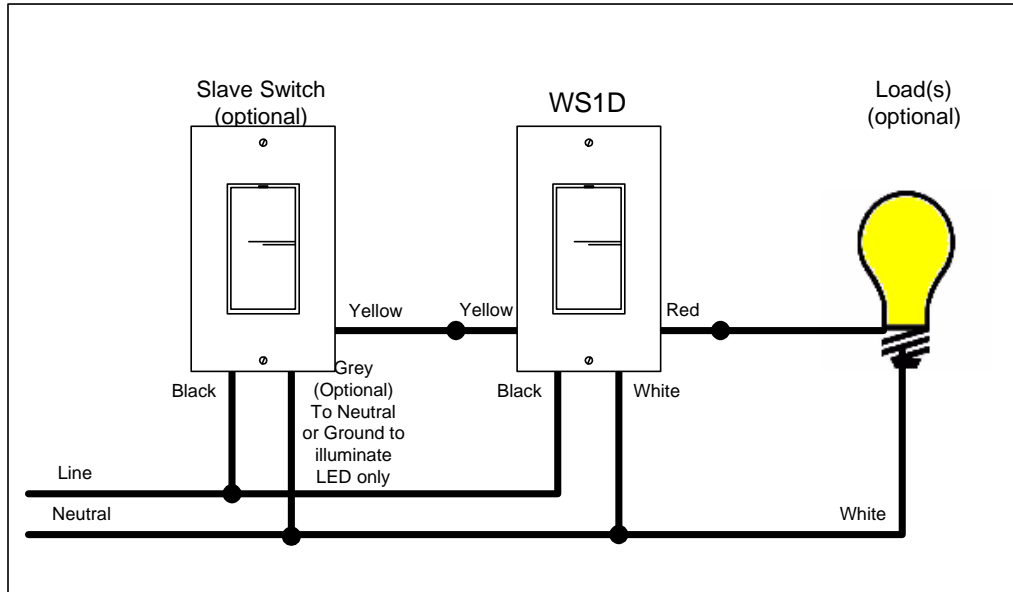 Slave Switch
(optional)
WS1D
Load(s)
(optional)
Yellow
Yellow
Red
Black
Grey
(Optional)
To Neutral
or Ground to
illuminate
LED only
Black
White
Line
Neutral
White